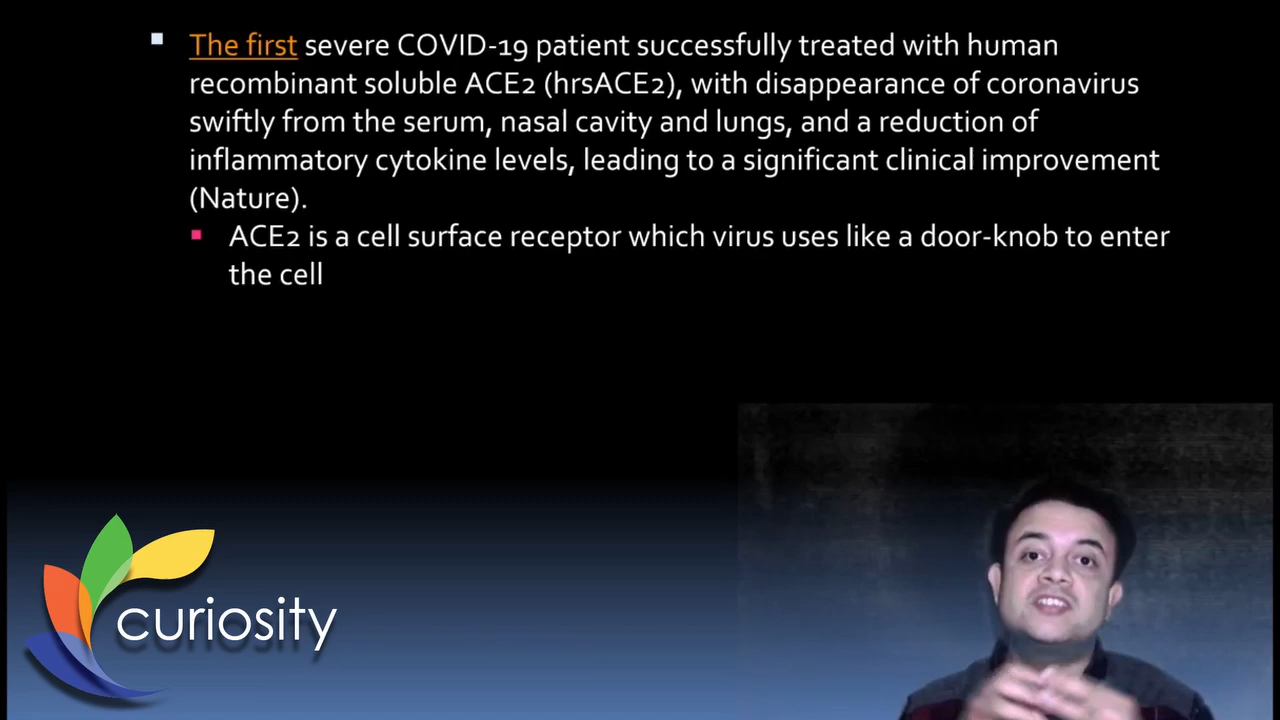 The first severe COVID-19 patient successfully treated with human
recombinant soluble ACE2 (hrsACE2), with disappearance of coronavirus
swiftly from the serum, nasal cavity and lungs, and a reduction of
inflammatory cytokine levels, leading to a significant clinical improvement
(Nature).
ACE2 is a cell surface receptor which virus uses like a door-knob to enter
the cell
curiosity